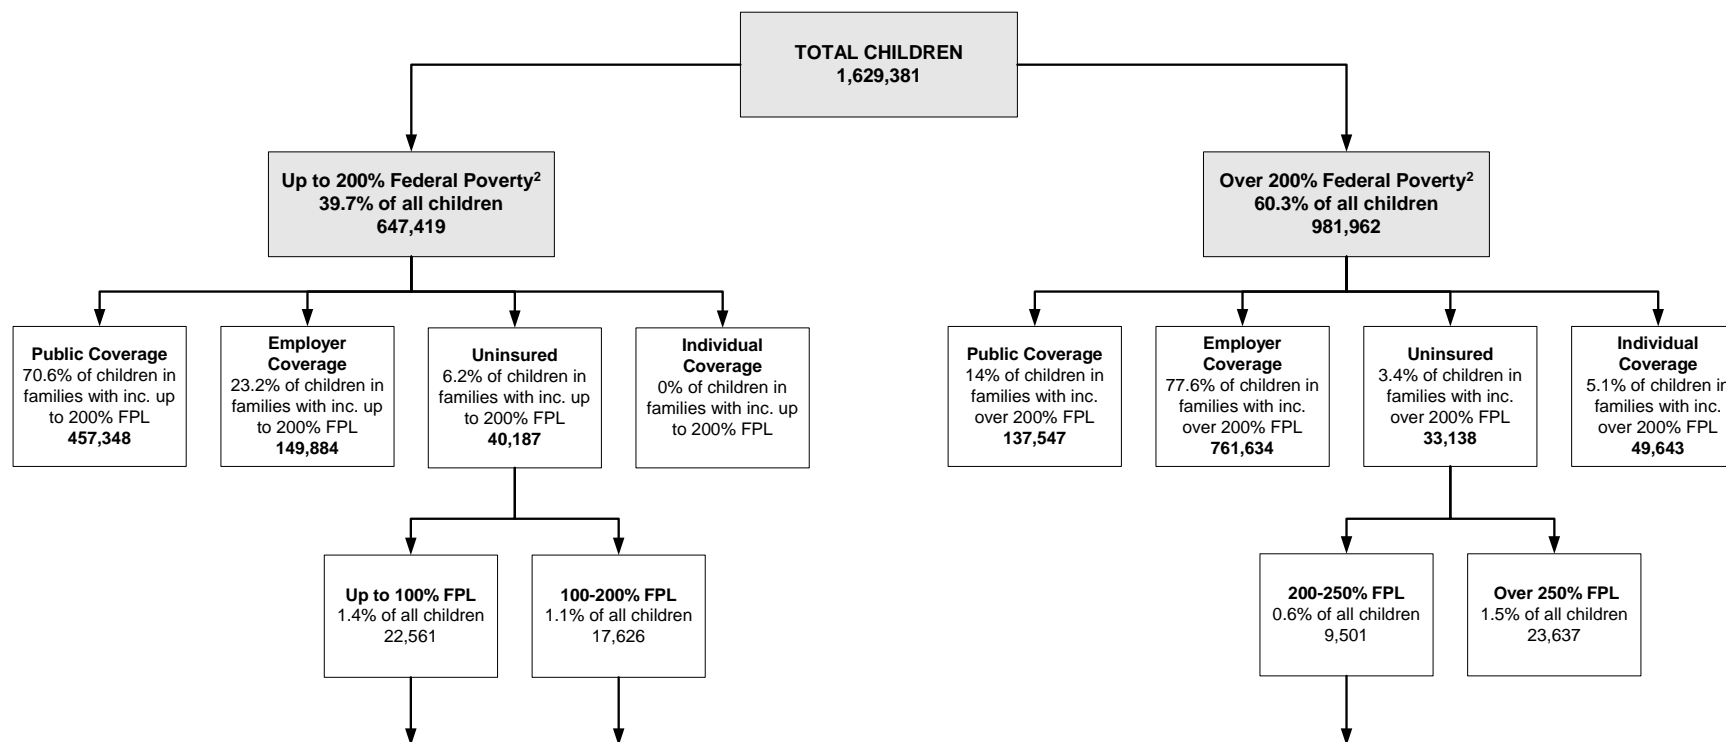 TOTAL CHILDREN
1,629,381
Up to 200% Federal Poverty²
39.7% of all children
647,419
Over 200% Federal Poverty²
60.3% of all children
981,962
Public Coverage
70.6% of children in
families with inc. up
to 200% FPL
457,348
Employer
Coverage
23.2% of children in
families with inc. up
to 200% FPL
149,884
Uninsured
6.2% of children in
families with inc. up
to 200% FPL
40,187
Individual
Coverage
0% of children in
families with inc. up
to 200% FPL
Public Coverage
14% of children in
families with inc.
over 200% FPL
137,547
Employer
Coverage
77.6% of children in
families with inc.
over 200% FPL
761,634
Uninsured
3.4% of children in
families with inc.
over 200% FPL
33,138
Individual
Coverage
5.1% of children in
families with inc.
over 200% FPL
49,643
Up to 100% FPL
1.4% of all children
22,561
100-200% FPL
1.1% of all children
17,626
200-250% FPL
0.6% of all children
9,501
Over 250% FPL
1.5% of all children
23,637